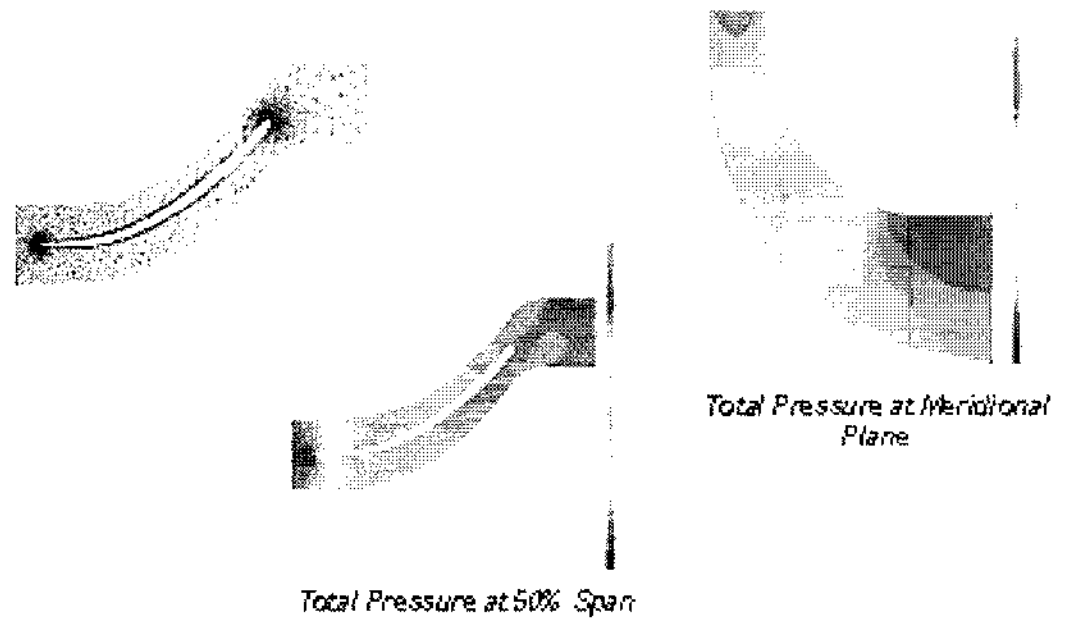 Total Pressure at Meridional
Plane
Total Pressure at 50% Span